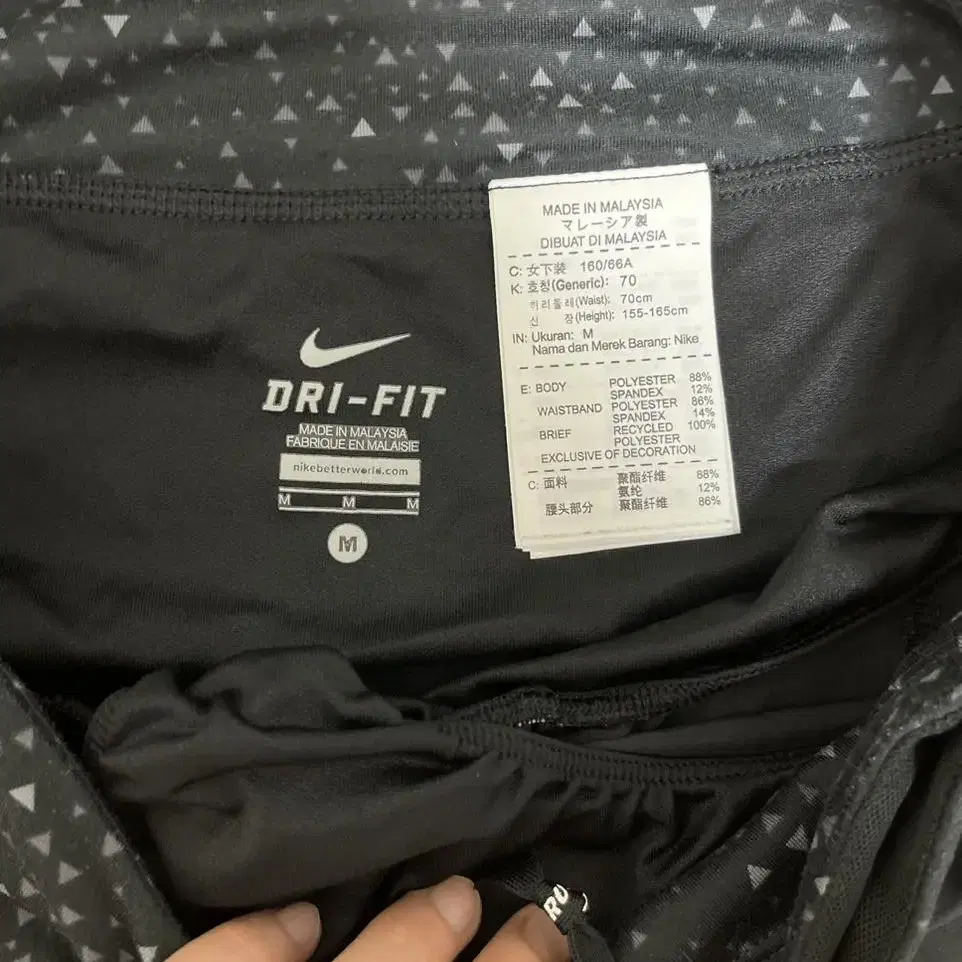 MADE IN MALAYSIA
マレーシア製
DIBUAT DI MALAYSIA
C: 女下装 160/66A
K: 호칭(Generic): 70
허리둘레(Waist): 70cm
신 장(Height): 155-165cm
IN: Ukuran: M
Nama dan Merek Barang: Nike
E: BODY POLYESTER 88%
SPANDEX 12%
WAISTBAND POLYESTER 86%
SPANDEX 14%
BRIEF RECYCLED 100%
POLYESTER
EXCLUSIVE OF DECORATION
C: 面料 聚酯纤维 88%
氨纶 12%
腰头部分 聚酯纤维 86%
DRI-FIT
MADE IN MALAYSIA
FABRIQUE EN MALAISIE
nikebetterworld.com
M M M
M
RO